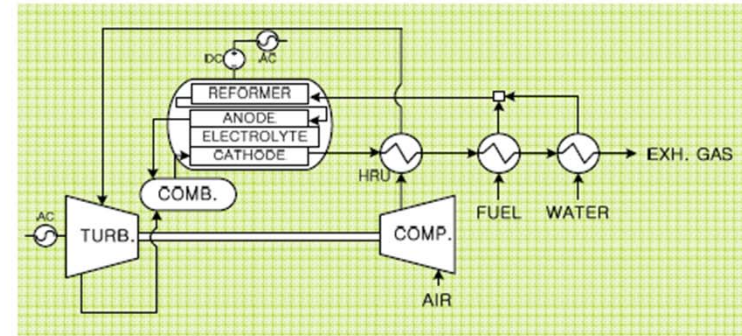 DC
AC
REFORMER
ANODE
ELECTROLYTE
CATHODE
HRU
EXH. GAS
COMB.
FUEL
WATER
AC
TURB.
COMP.
AIR